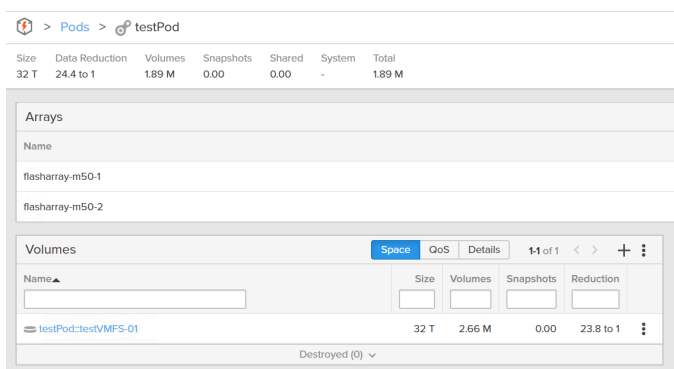 > Pods > testPod
Size Data Reduction Volumes Snapshots Shared System Total
32 T 24.4 to 1 1.89 M 0.00 0.00 - 1.89 M
Arrays
Name
flasharray-m50-1
flasharray-m50-2
Volumes Space QoS Details 1-1 of 1 < > +
Name▲ Size Volumes Snapshots Reduction
testPod::testVMFS-01 32 T 2.66 M 0.00 23.8 to 1
Destroyed (0)